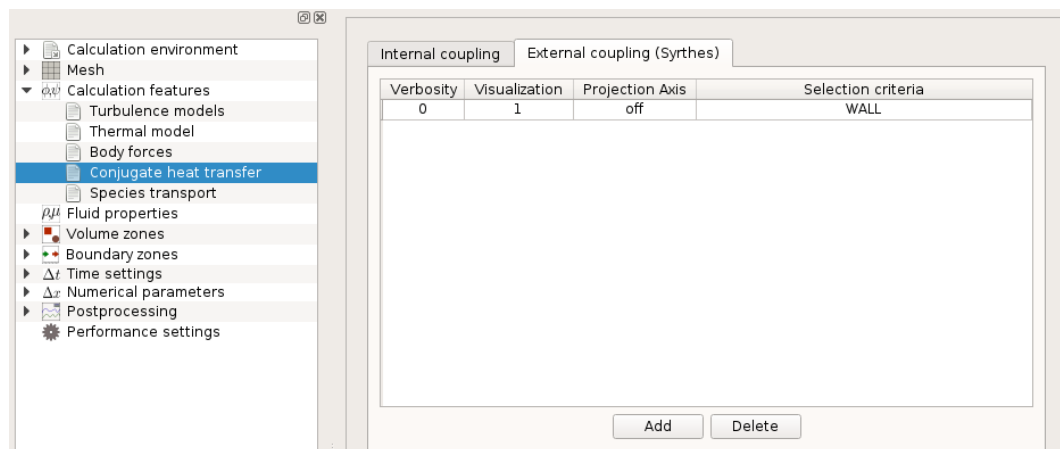 Calculation environment
Mesh
Calculation features
Turbulence models
Thermal model
Body forces
Conjugate heat transfer
Species transport
ρ,μ Fluid properties
Volume zones
Boundary zones
Δt Time settings
Δx Numerical parameters
Postprocessing
Performance settings
Internal coupling External coupling (Syrthes)
Verbosity Visualization Projection Axis Selection criteria
0 1 off WALL
Add Delete